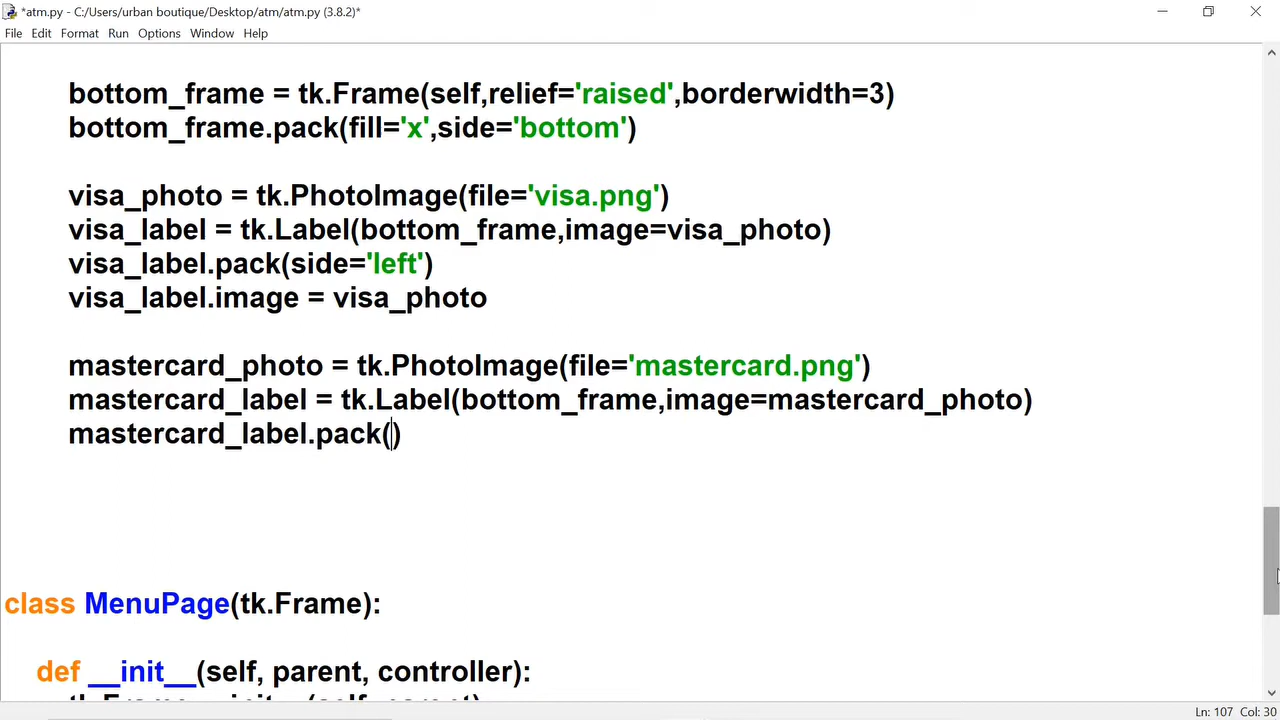 *atm.py - C:/Users/urban boutique/Desktop/atm/atm.py (3.8.2)*
File Edit Format Run Options Window Help
bottom_frame = tk.Frame(self,relief='raised',borderwidth=3)
bottom_frame.pack(fill='x',side='bottom')
visa_photo = tk.PhotoImage(file='visa.png')
visa_label = tk.Label(bottom_frame,image=visa_photo)
visa_label.pack(side='left')
visa_label.image = visa_photo
mastercard_photo = tk.PhotoImage(file='mastercard.png')
mastercard_label = tk.Label(bottom_frame,image=mastercard_photo)
mastercard_label.pack()
class MenuPage(tk.Frame):
def __init__(self, parent, controller):
Ln: 107 Col: 30